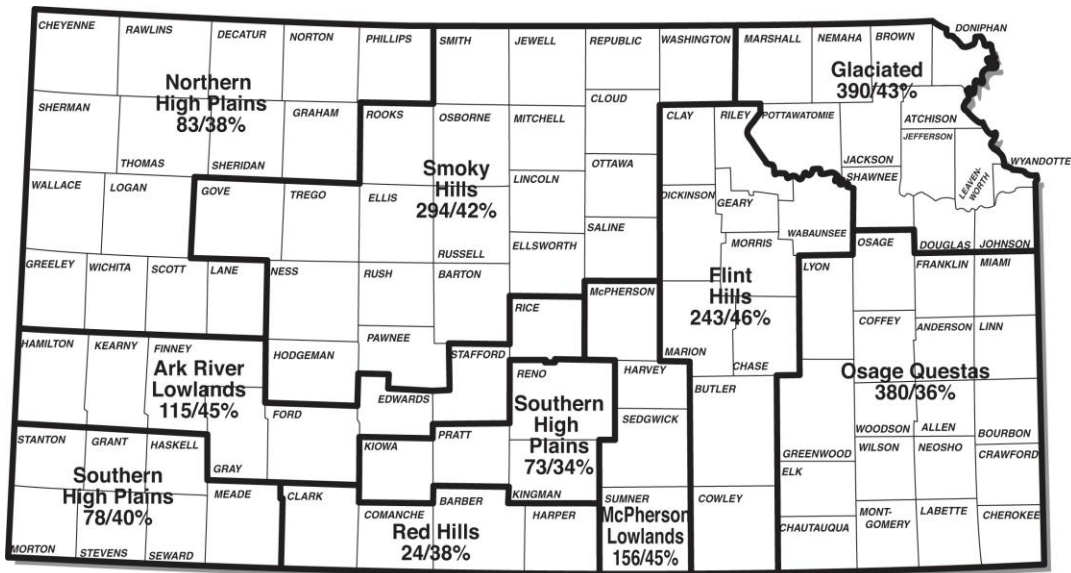 CHEYENNE
RAWLINS
DECATUR
NORTON
PHILLIPS
SMITH
JEWELL
REPUBLIC
WASHINGTON
MARSHALL
NEMAHA
BROWN
DONIPHAN
Northern
High Plains
83/38%
Glaciated
390/43%
SHERMAN
THOMAS
SHERIDAN
GRAHAM
ROOKS
OSBORNE
MITCHELL
CLOUD
CLAY
RILEY
POTTAWATOMIE
JACKSON
ATCHISON
JEFFERSON
LEAVEN-
WORTH
WYANDOTTE
Smoky
Hills
294/42%
WALLACE
LOGAN
GOVE
TREGO
ELLIS
RUSSELL
LINCOLN
OTTAWA
DICKINSON
GEARY
WABAUNSEE
SHAWNEE
DOUGLAS
JOHNSON
ELLSWORTH
SALINE
MORRIS
Flint
Hills
243/46%
GREELEY
WICHITA
SCOTT
LANE
NESS
RUSH
BARTON
RICE
McPHERSON
MARION
CHASE
LYON
OSAGE
FRANKLIN
MIAMI
COFFEY
ANDERSON
LINN
Osage Questas
380/36%
HAMILTON
KEARNY
FINNEY
HODGEMAN
PAWNEE
STAFFORD
Ark River
Lowlands
115/45%
EDWARDS
FORD
GRAY
RENO
HARVEY
SEDGWICK
BUTLER
Southern
High
Plains
73/34%
GREENWOOD
WOODSON
ALLEN
BOURBON
WILSON
NEOSHO
CRAWFORD
STANTON
GRANT
HASKELL
KIOWA
PRATT
KINGMAN
Southern
High Plains
78/40%
MEADE
CLARK
COMANCHE
BARBER
HARPER
SUMNER
COWLEY
ELK
CHAUTAUQUA
MONT-
GOMERY
LABETTE
CHEROKEE
MORTON
STEVENS
SEWARD
Red Hills
24/38%
McPherson
Lowlands
156/45%